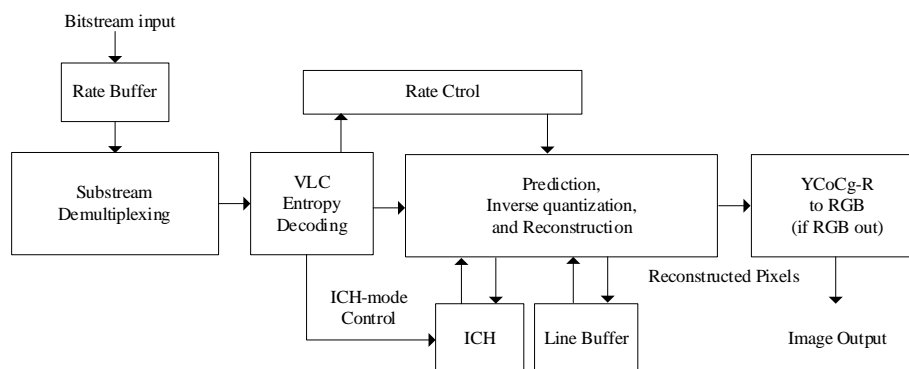 Bitstream input
Rate Buffer
Rate Ctrol
Substream
Demultiplexing
VLC
Entropy
Decoding
Prediction,
Inverse quantization,
and Reconstruction
YCoCg-R
to RGB
(if RGB out)
Reconstructed Pixels
ICH-mode
Control
ICH
Line Buffer
Image Output